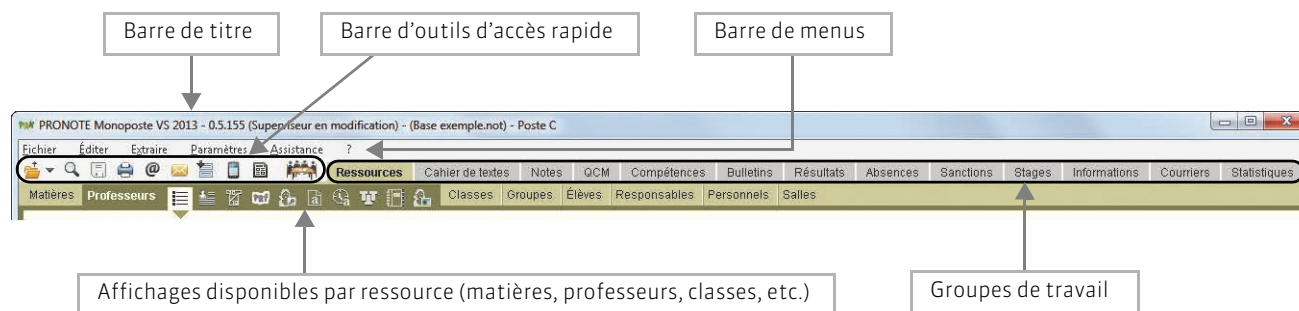 Barre de titre
Barre d'outils d'accès rapide
Barre de menus
PRONOTE Monoposte VS 2013 - 0.5.155 (Superviseur en modification) - (Base exemple.not) - Poste C
Fichier Éditer Extraire Paramètres Assistance ?
Ressources Cahier de textes Notes QCM Compétences Bulletins Résultats Absences Sanctions Stages Informations Courriers Statistiques
Matières Professeurs Classes Groupes Élèves Responsables Personnels Salles
Affichages disponibles par ressource (matières, professeurs, classes, etc.)
Groupes de travail